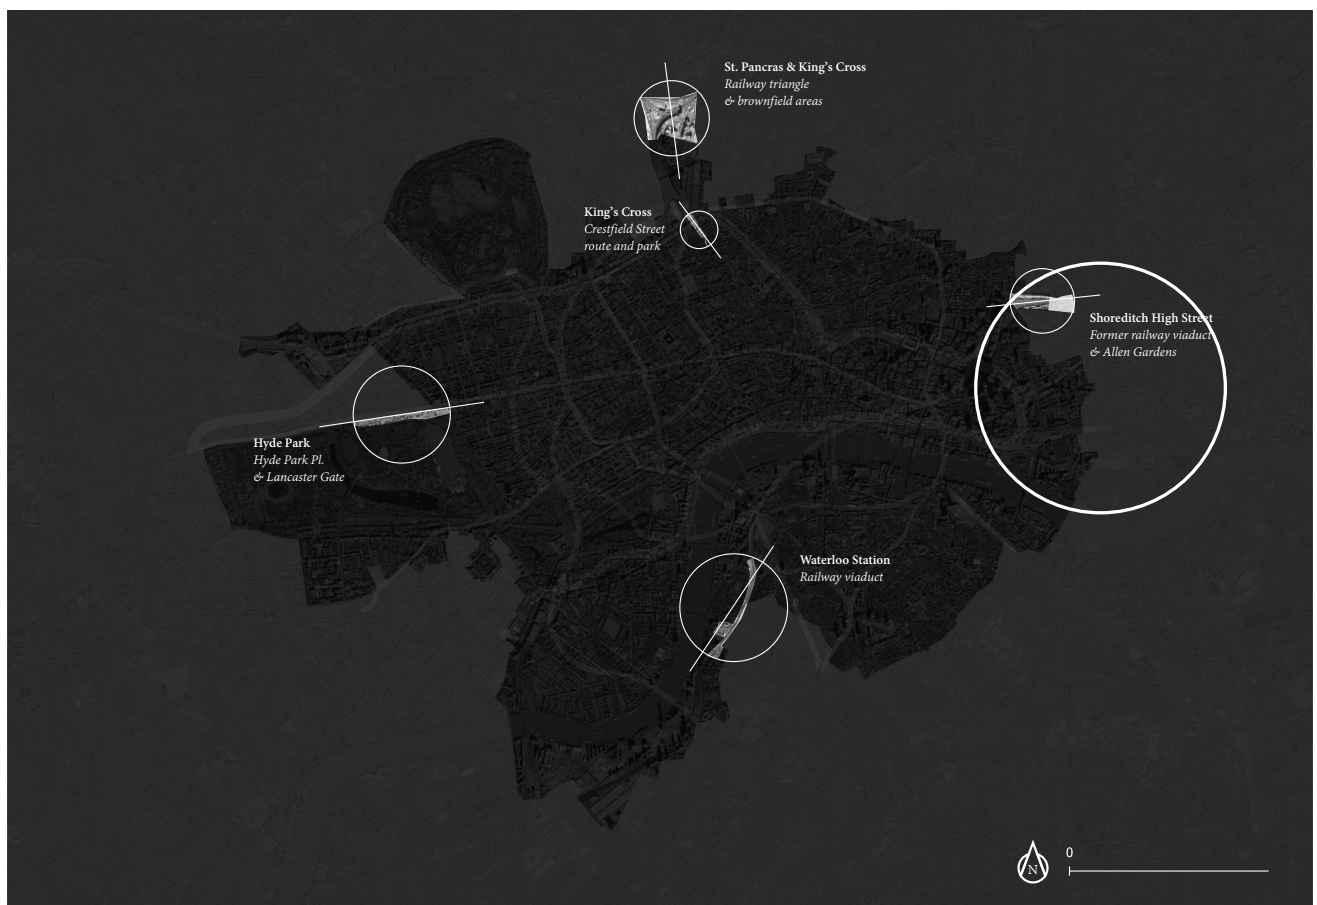 St. Pancras & King's Cross
Railway triangle
& brownfield areas
King's Cross
Crestfield Street
route and park
Shoreditch High Street
Former railway viaduct
& Allen Gardens
Hyde Park
Hyde Park Pl.
& Lancaster Gate
Waterloo Station
Railway viaduct
N
0